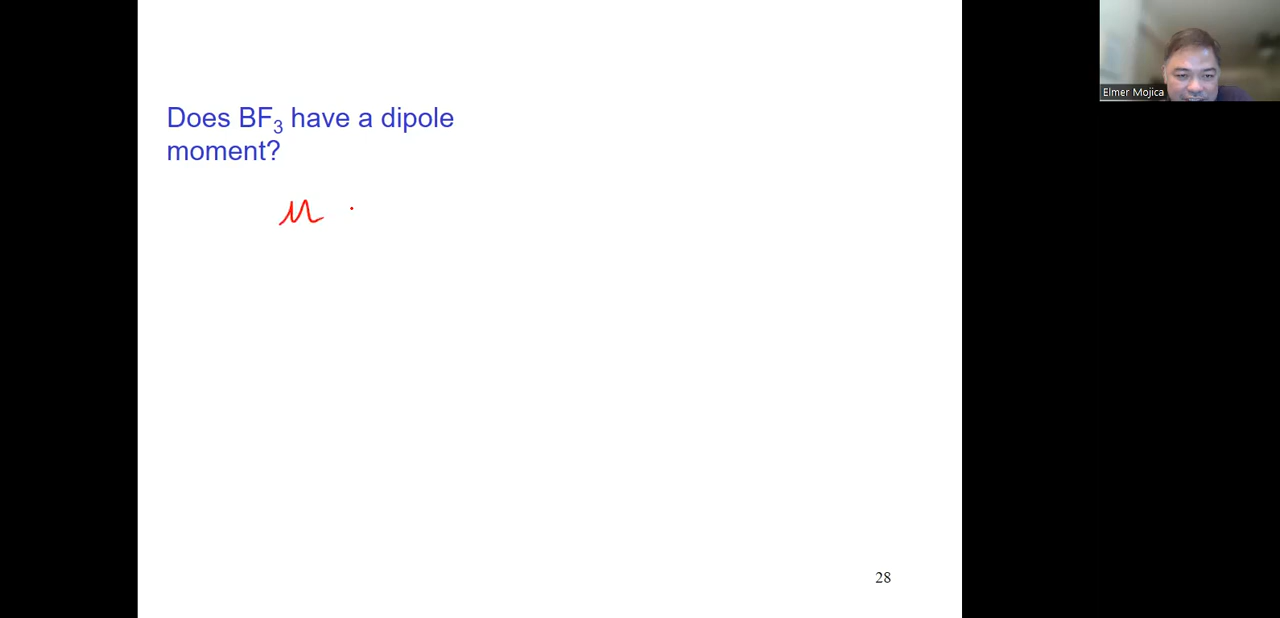 Does BF₃ have a dipole
moment?
μ
28
Elmer Mojica